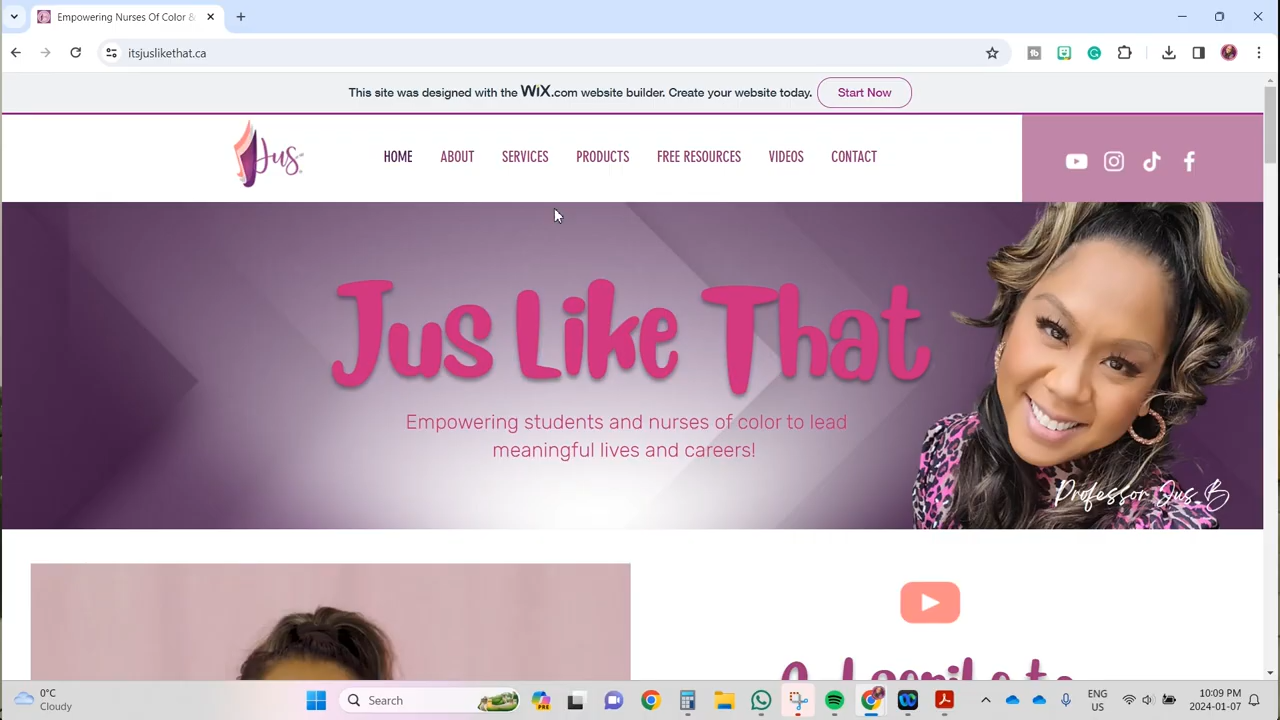 Empowering Nurses Of Color &
itsjuslikethat.ca
This site was designed with the WiX.com website builder. Create your website today.
Start Now
Jus
HOME
ABOUT
SERVICES
PRODUCTS
FREE RESOURCES
VIDEOS
CONTACT
Jus Like That
Empowering students and nurses of color to lead
meaningful lives and careers!
Professor Jus B
0°C
Cloudy
Search
PRE
ENG
US
10:09 PM
2024-01-07